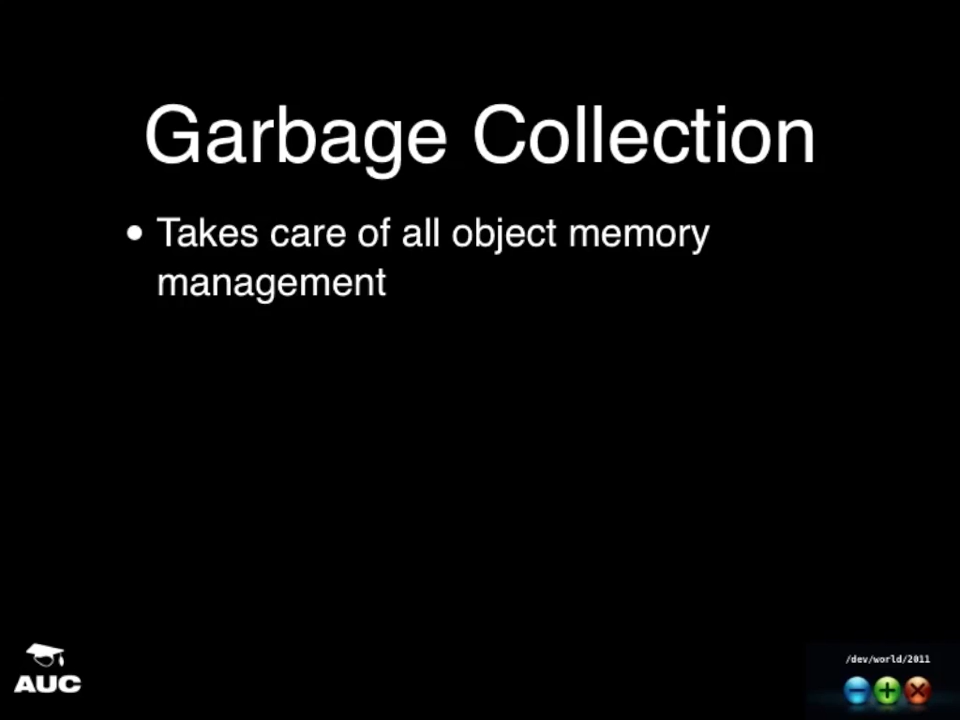 Garbage Collection
• Takes care of all object memory
management
AUC
/dev/world/2011